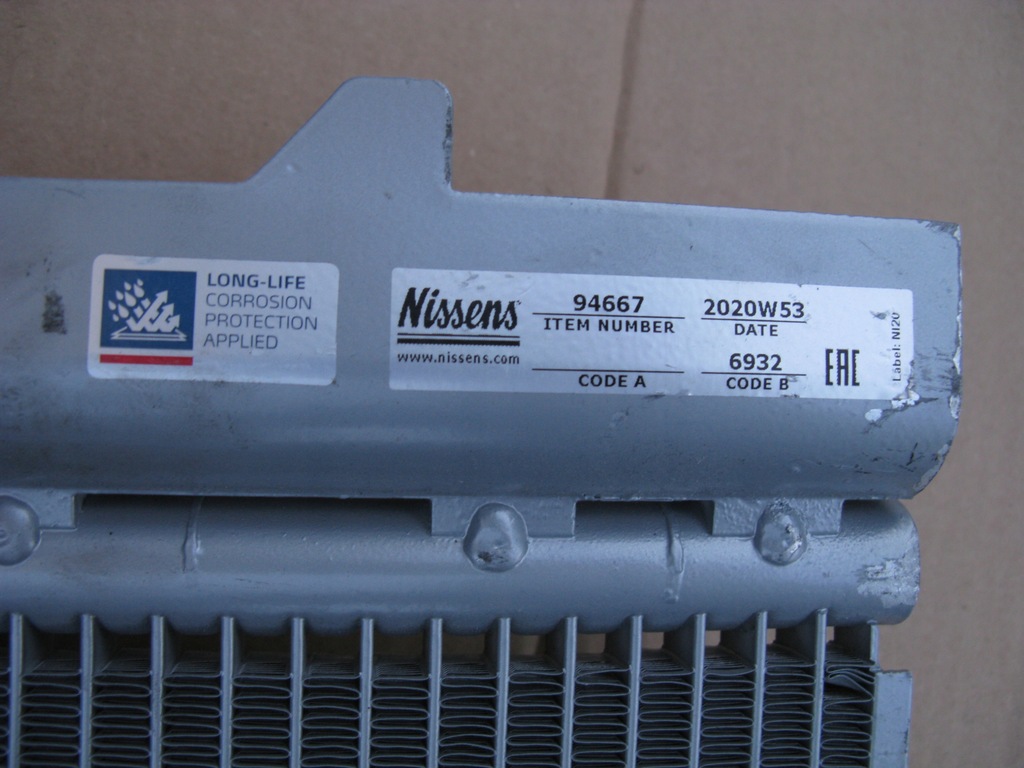 LONG-LIFE
CORROSION
PROTECTION
APPLIED
Nissens
www.nissens.com
94667
ITEM NUMBER
CODE A
2020W53
DATE
6932
CODE B
EAC
Label: NI20